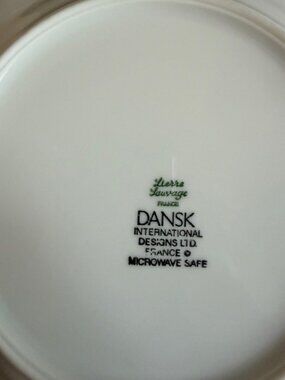 Lierre
Sauvage
FRANCE
DANSK
INTERNATIONAL
DESIGNS LTD.
FRANCE ©
MICROWAVE SAFE